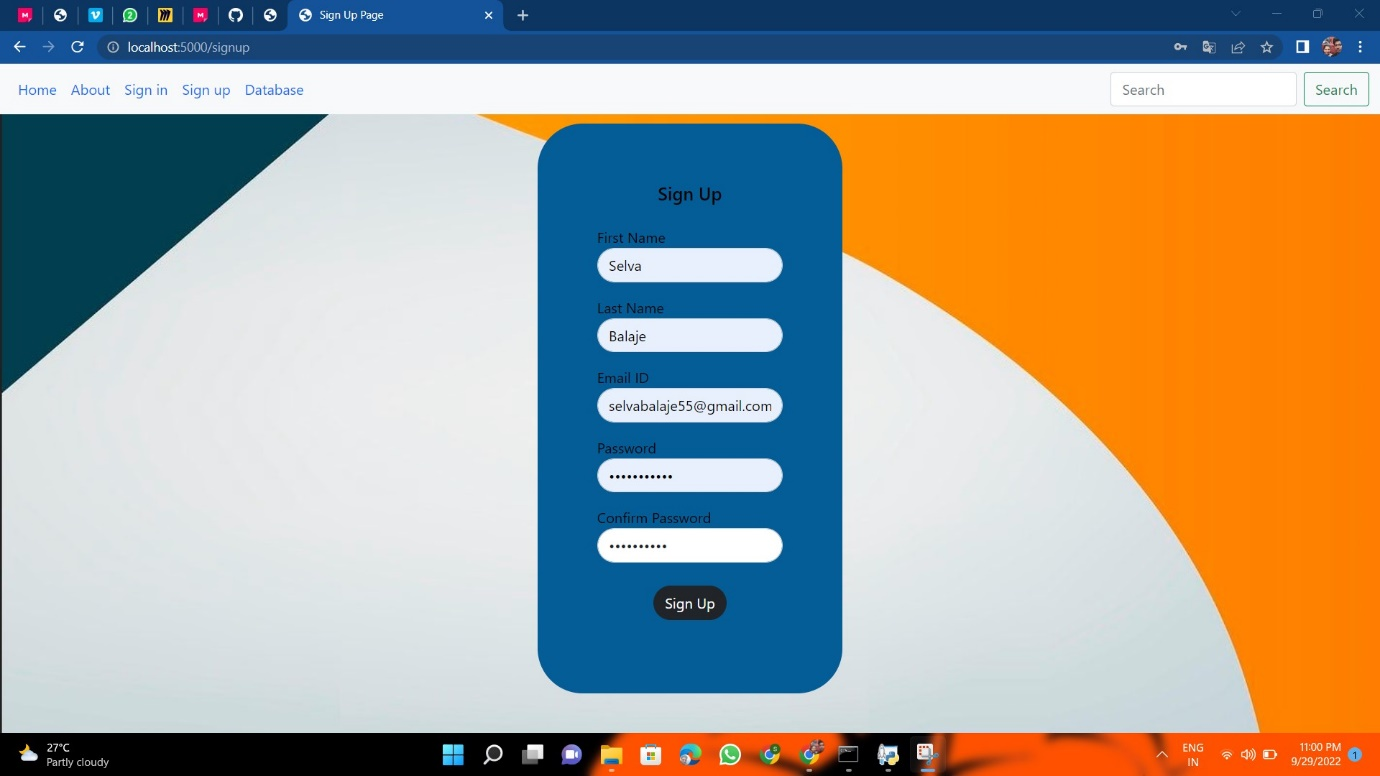 Sign Up Page
localhost:5000/signup
Home About Sign in Sign up Database Search Search
Sign Up
First Name
Selva
Last Name
Balaje
Email ID
selvabalaje55@gmail.com
Password
•••••••••••
Confirm Password
••••••••••
Sign Up
27°C
Partly cloudy
ENG
IN
11:00 PM
9/29/2022
1